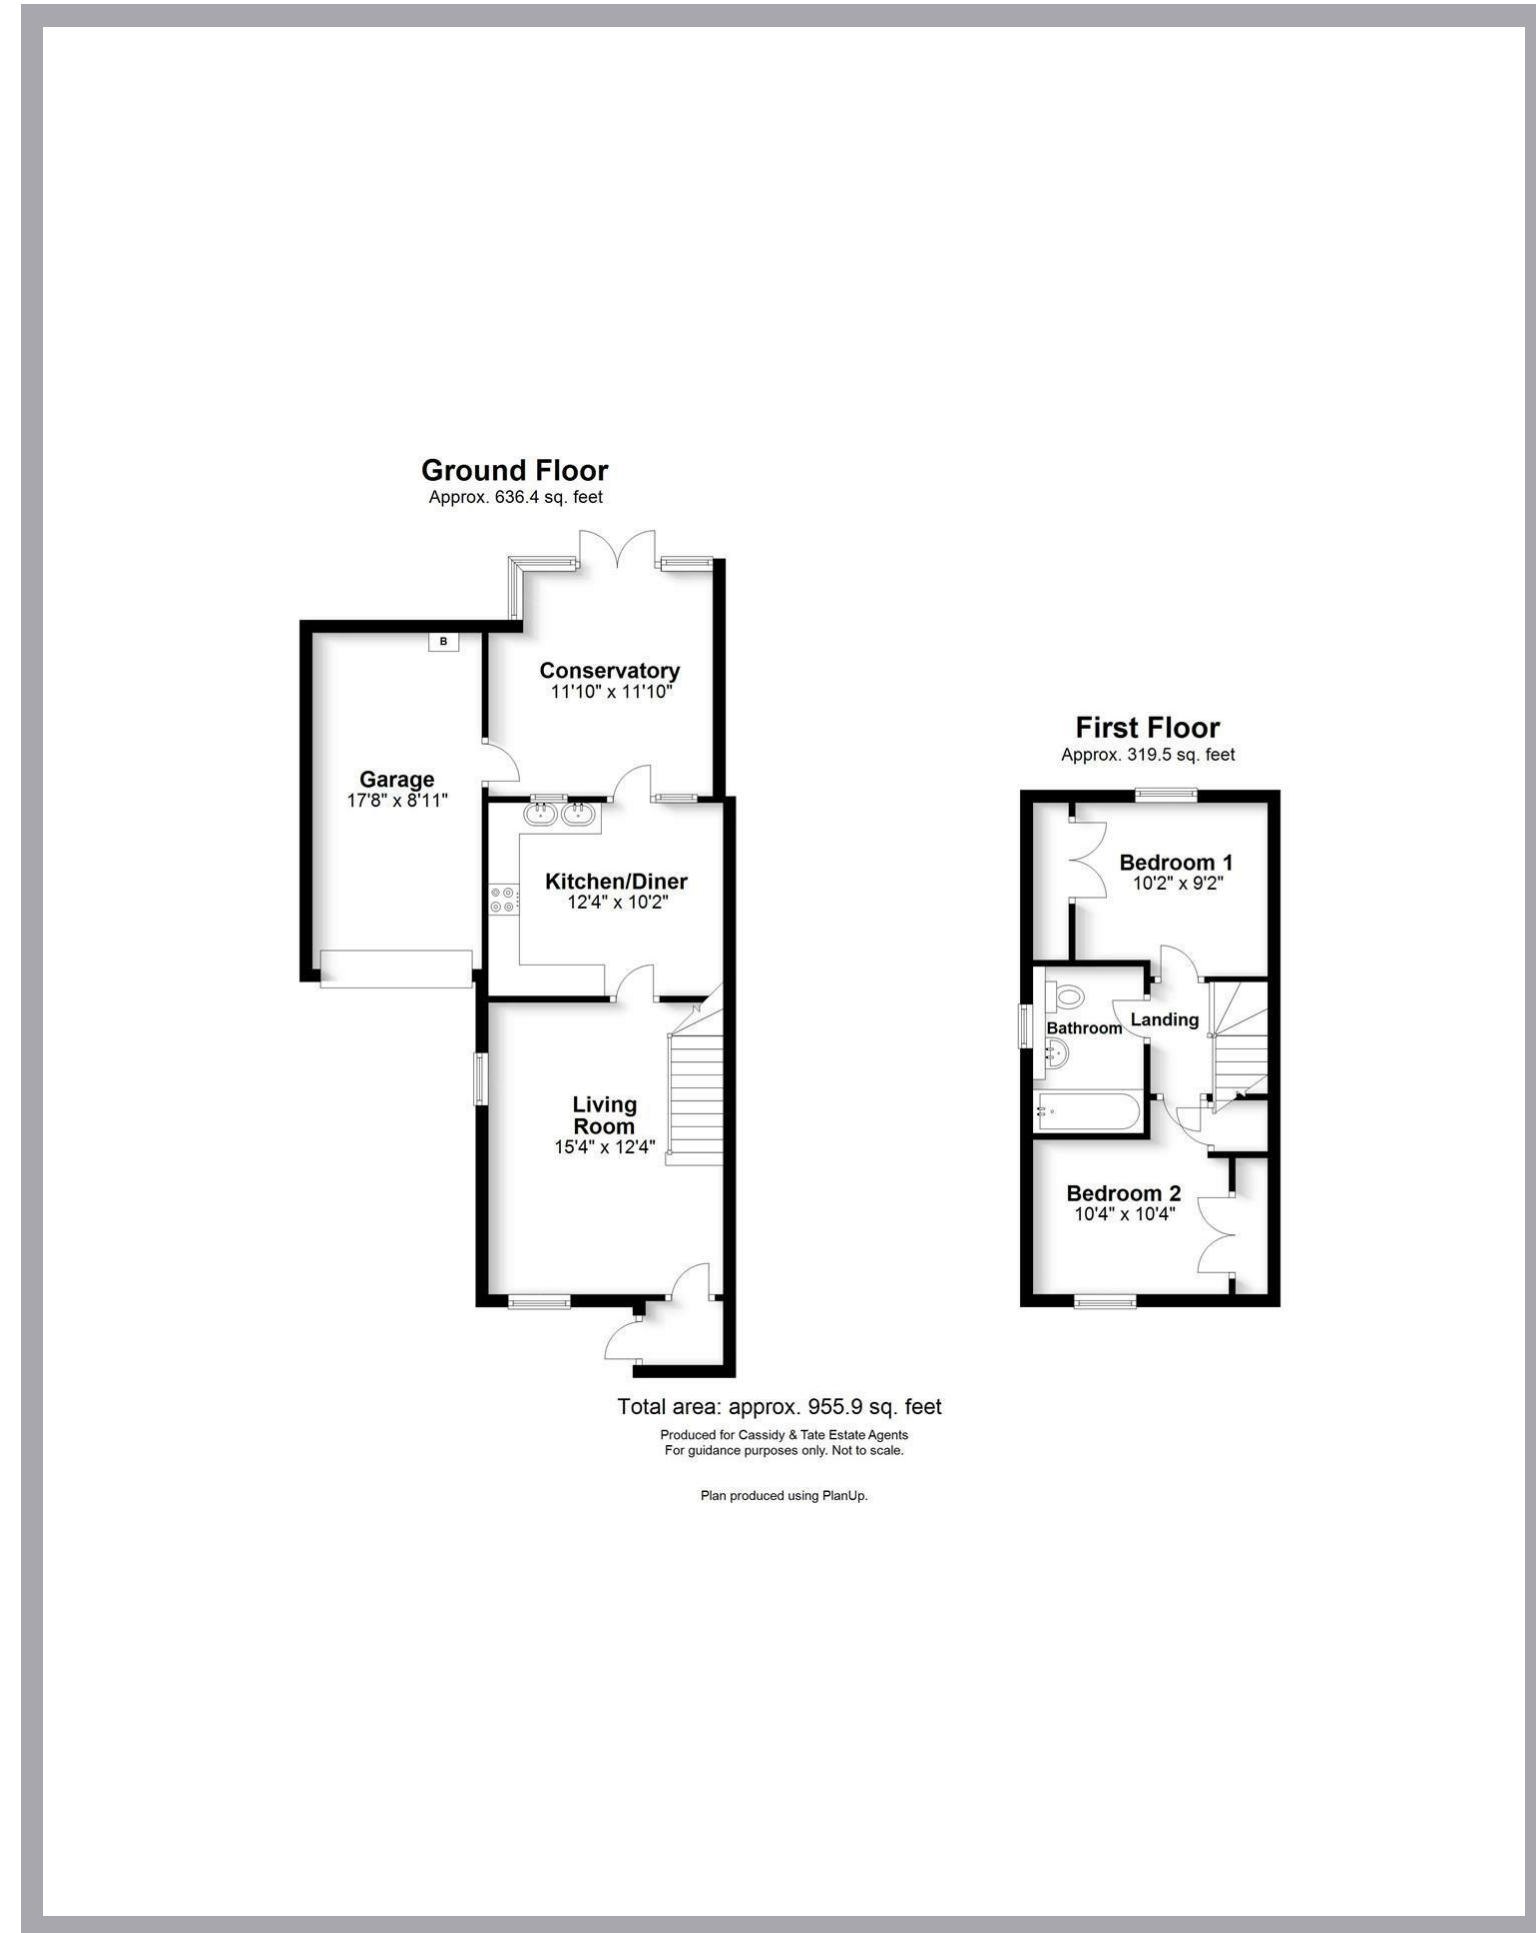 Ground Floor
Approx. 636.4 sq. feet
B
Conservatory
11'10" x 11'10"
Garage
17'8" x 8'11"
Kitchen/Diner
12'4" x 10'2"
Living
Room
15'4" x 12'4"
First Floor
Approx. 319.5 sq. feet
Bedroom 1
10'2" x 9'2"
Bathroom
Landing
Bedroom 2
10'4" x 10'4"
Total area: approx. 955.9 sq. feet
Produced for Cassidy & Tate Estate Agents
For guidance purposes only. Not to scale.
Plan produced using PlanUp.